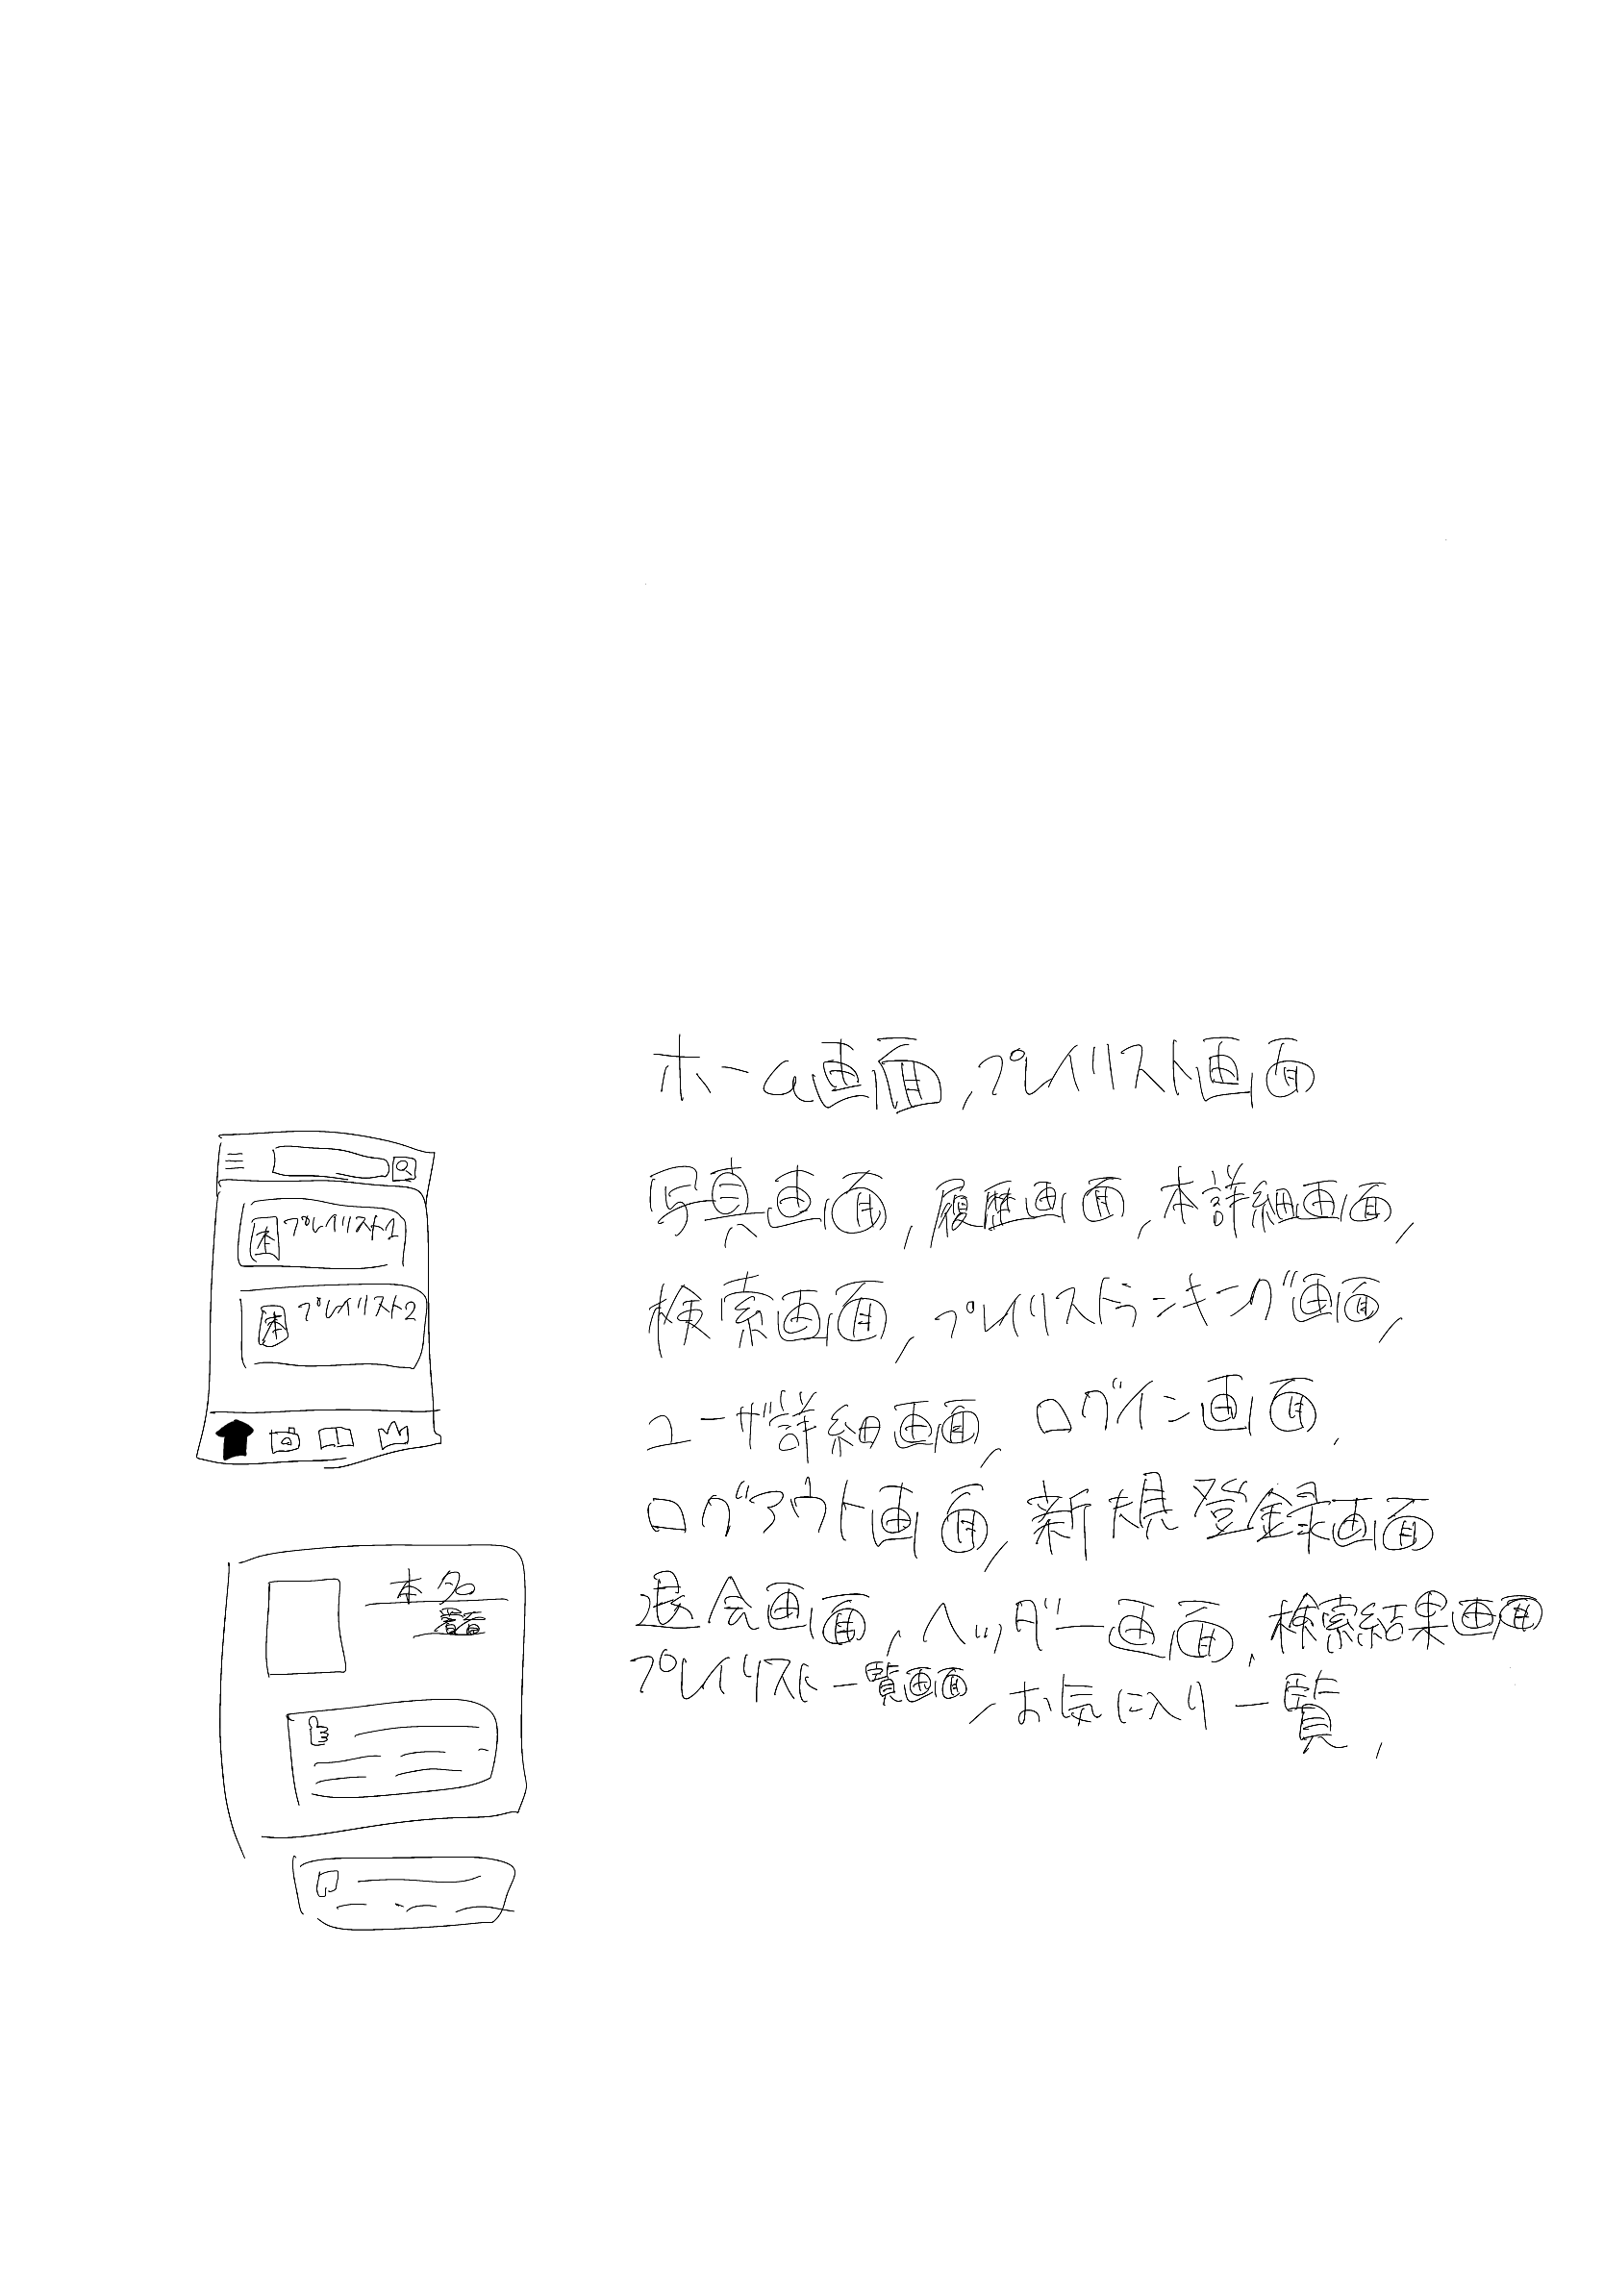 ホーム画面,プレイリスト画面
写真画面,履歴画面,本詳細画面,
検索画面,プレイリストランキング画面,
ユーザ詳細画面,ログイン画面,
ログアウト画面,新規登録画面
退会画面,ヘッダー画面,検索結果画面
プレイリスト一覧画面,お気に入り一覧,
本 プレイリスト1
本 プレイリスト2
本名